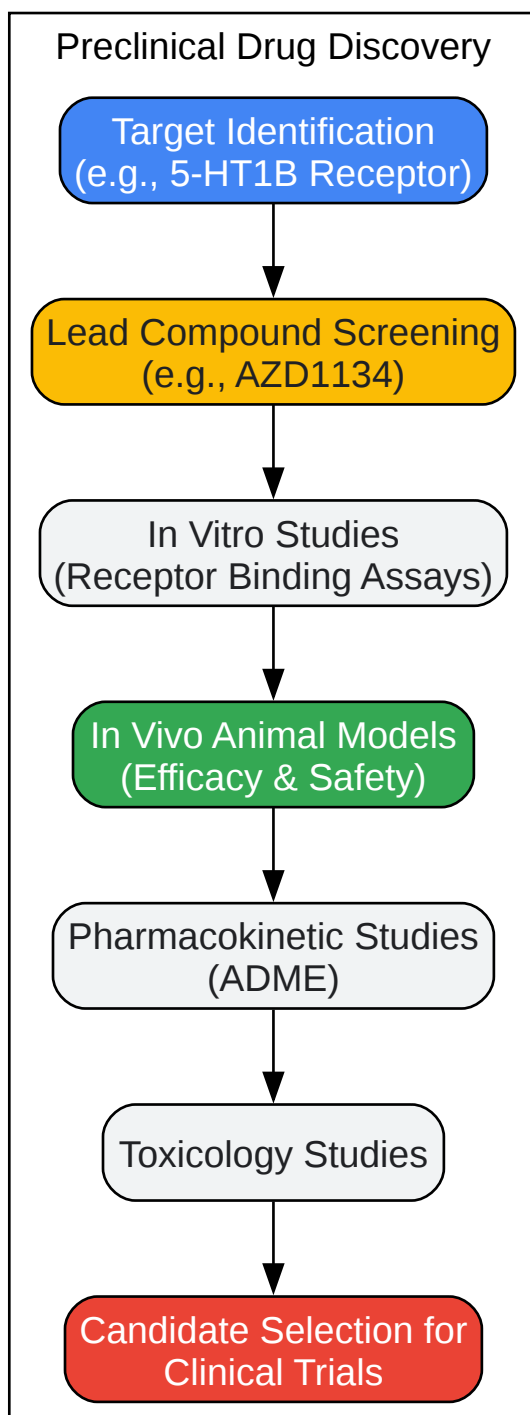 Preclinical Drug Discovery
Target Identification
(e.g., 5-HT1B Receptor)
Lead Compound Screening
(e.g., AZD1134)
In Vitro Studies
(Receptor Binding Assays)
In Vivo Animal Models
(Efficacy & Safety)
Pharmacokinetic Studies
(ADME)
Toxicology Studies
Candidate Selection for
Clinical Trials